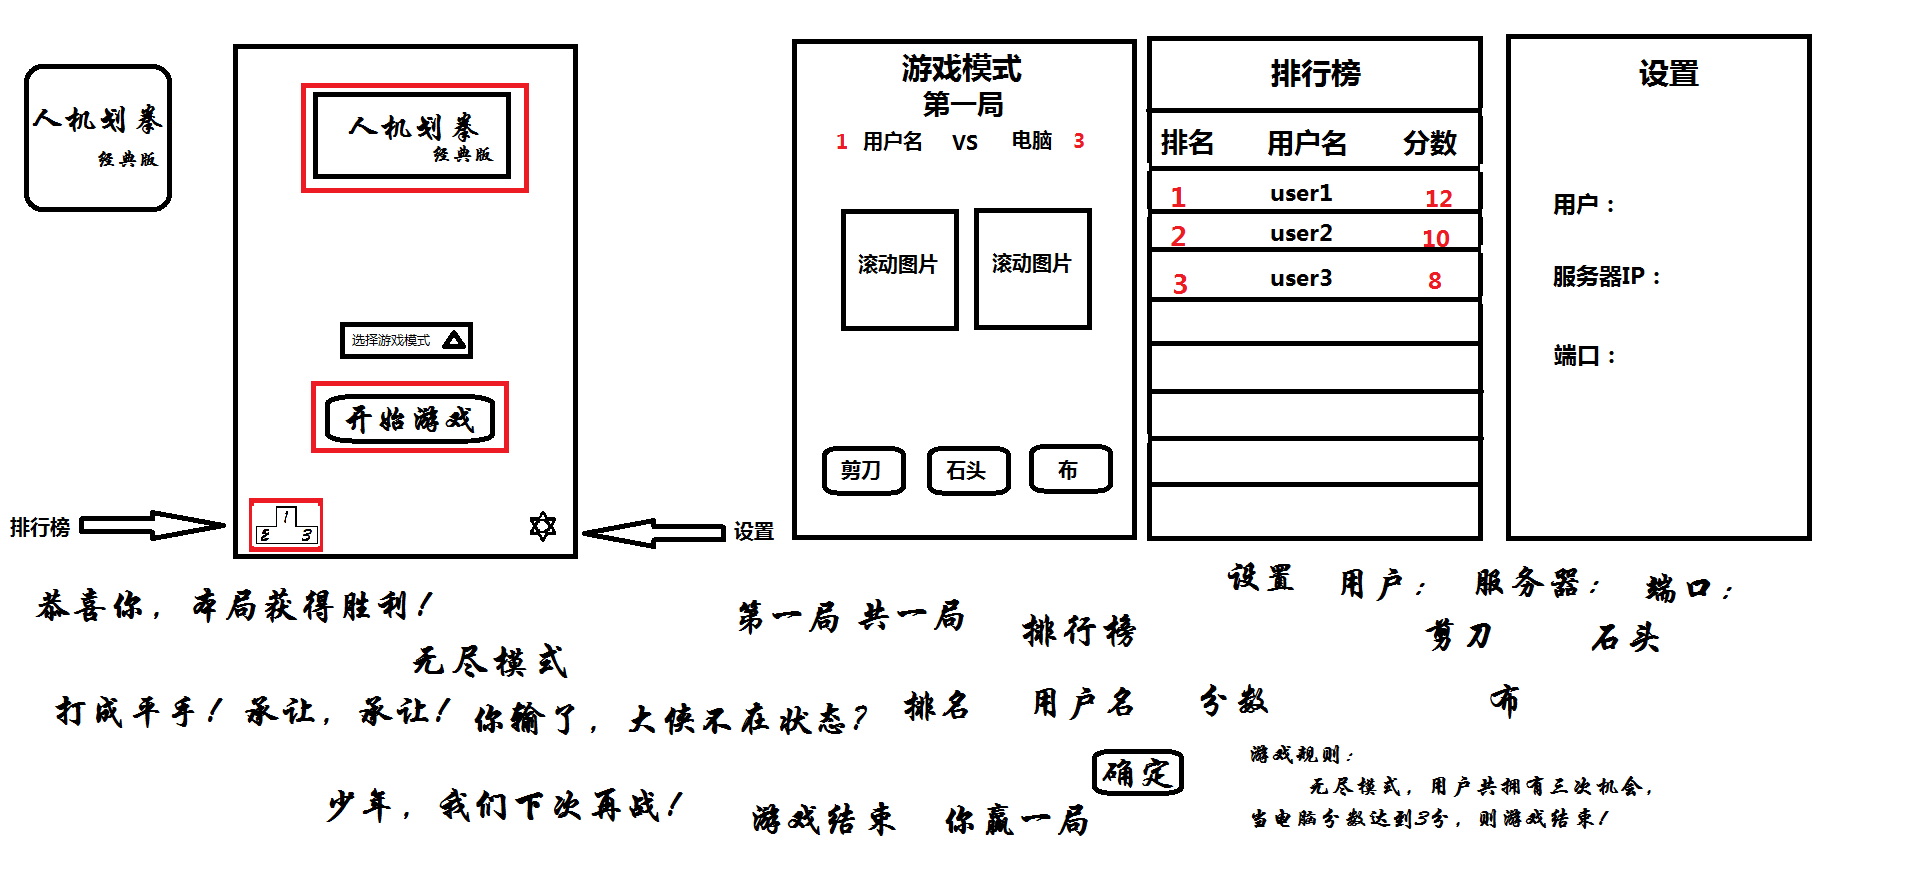 人机划拳
经典版
人机划拳
经典版
选择游戏模式
开始游戏
1
2 3
排行榜
设置
游戏模式
第一局
1 用户名 VS 电脑 3
滚动图片 滚动图片
剪刀 石头 布
排行榜
排名 用户名 分数
1 user1 12
2 user2 10
3 user3 8
设置
用户：
服务器IP：
端口：
恭喜你，本局获得胜利！
无尽模式
打成平手！承让，承让！
你输了，大侠不在状态？
少年，我们下次再战！
第一局 共一局
排行榜
排名 用户名 分数
游戏结束 你赢一局
确定
设置 用户： 服务器： 端口：
剪刀 石头
布
游戏规则：
无尽模式，用户共拥有三次机会，
当电脑分数达到3分，则游戏结束！